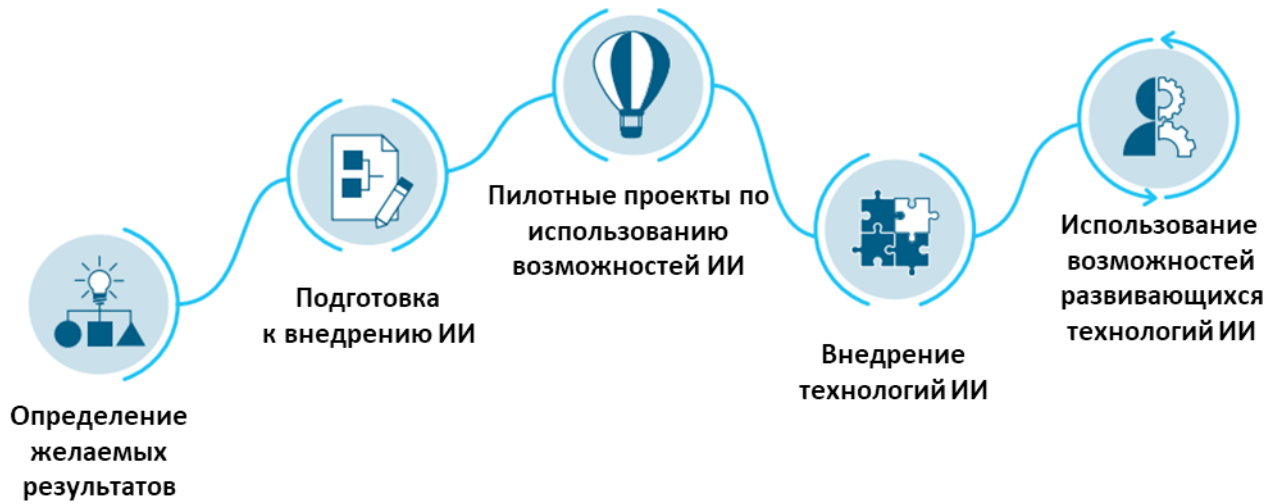 Определение
желаемых
результатов
Подготовка
к внедрению ИИ
Пилотные проекты по
использованию
возможностей ИИ
Внедрение
технологий ИИ
Использование
возможностей
развивающихся
технологий ИИ